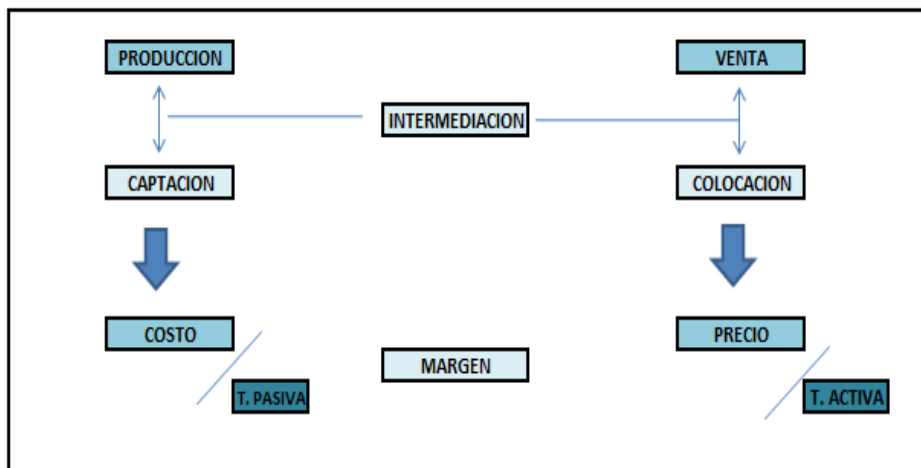 PRODUCCION
VENTA
INTERMEDIACION
CAPTACION
COLOCACION
COSTO
PRECIO
MARGEN
T. PASIVA
T. ACTIVA